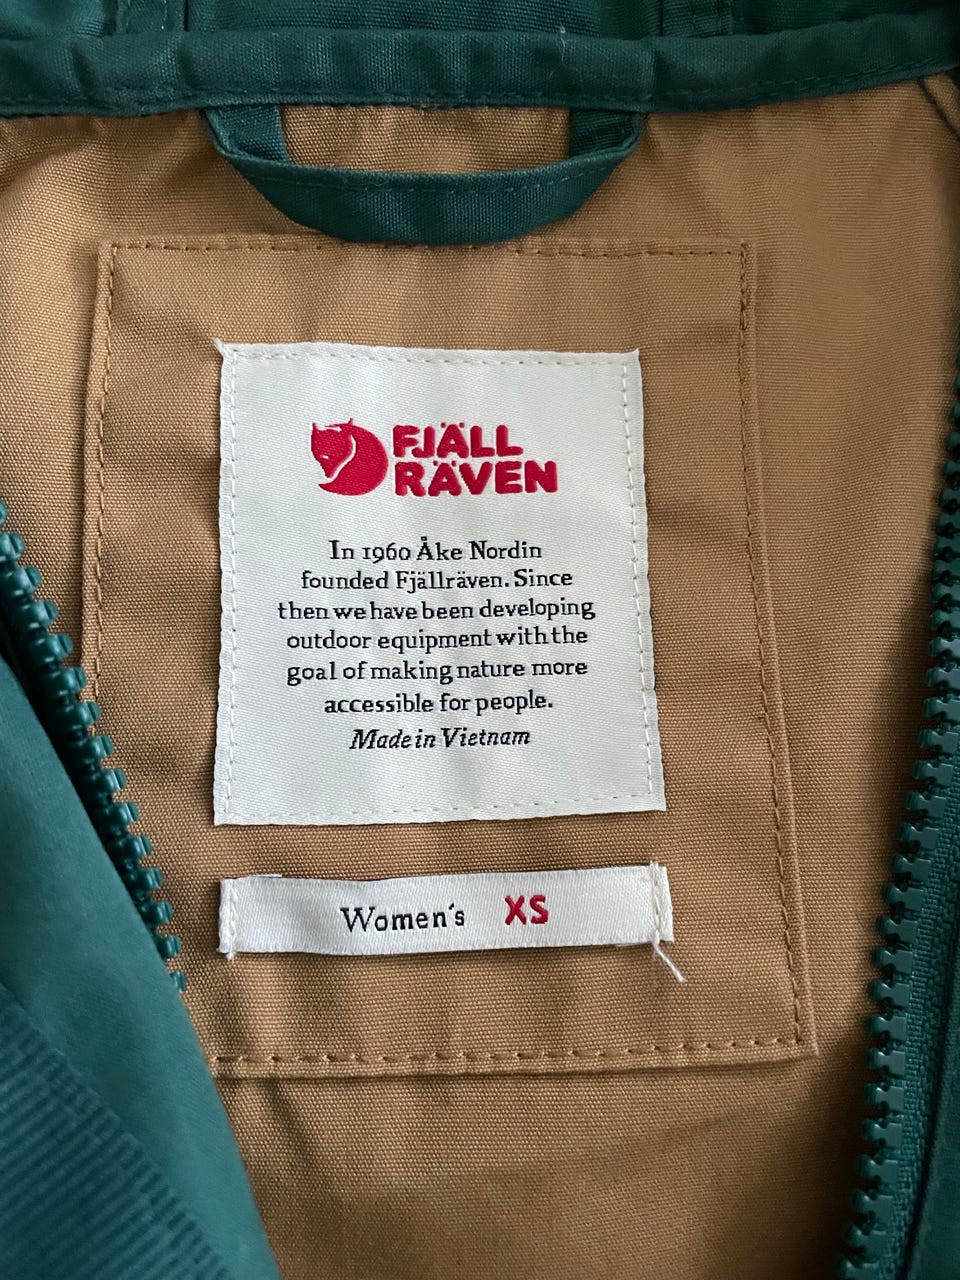 FJÄLL
RÄVEN
In 1960 Åke Nordin
founded Fjällräven. Since
then we have been developing
outdoor equipment with the
goal of making nature more
accessible for people.
Made in Vietnam
Women's XS